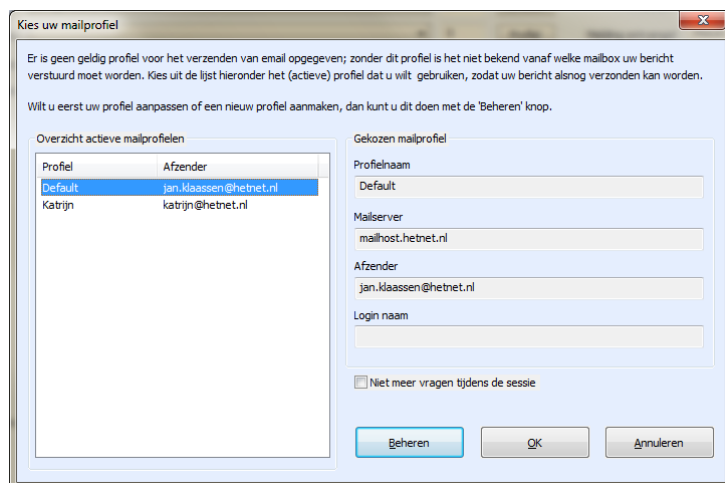 Kies uw mailprofiel
Er is geen geldig profiel voor het verzenden van email opgegeven; zonder dit profiel is het niet bekend vanaf welke mailbox uw bericht
verstuurd moet worden. Kies uit de lijst hieronder het (actieve) profiel dat u wilt gebruiken, zodat uw bericht alsnog verzonden kan worden.
Wilt u eerst uw profiel aanpassen of een nieuw profiel aanmaken, dan kunt u dit doen met de 'Beheren' knop.
Overzicht actieve mailprofielen
Profiel Afzender
Default jan.klaassen@hetnet.nl
Katrijn katrijn@hetnet.nl
Gekozen mailprofiel
Profielnaam
Default
Mailserver
mailhost.hetnet.nl
Afzender
jan.klaassen@hetnet.nl
Login naam
Niet meer vragen tijdens de sessie
Beheren OK Annuleren